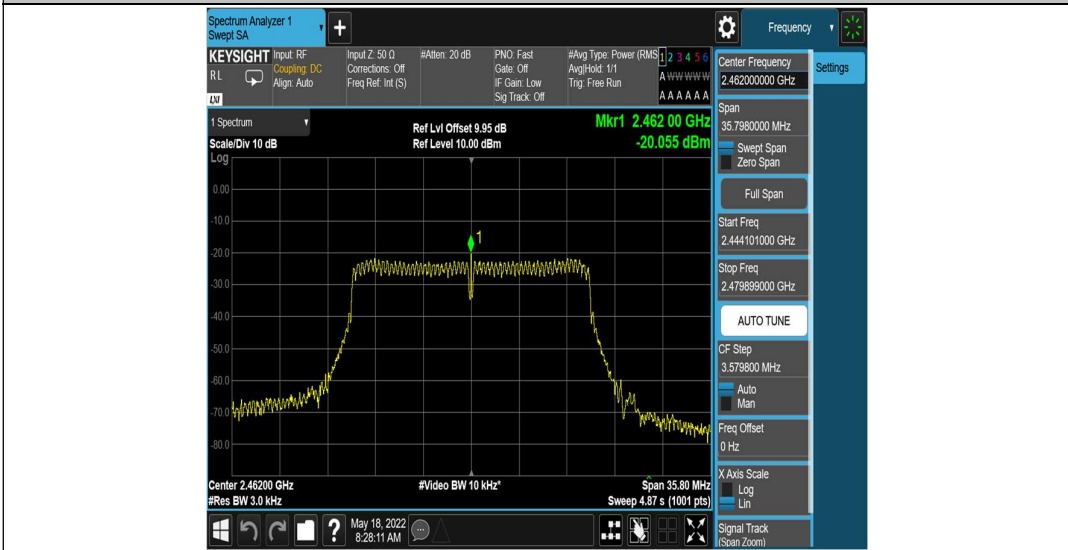 Spectrum Analyzer 1
Swept SA
+
Frequency
KEYSIGHT
RL
LXI
Input: RF
Coupling: DC
Align: Auto
Input Z: 50 Ω
Corrections: Off
Freq Ref: Int (S)
#Atten: 20 dB
PNO: Fast
Gate: Off
IF Gain: Low
Sig Track: Off
#Avg Type: Power (RMS
Avg|Hold: 1/1
Trig: Free Run
1 2 3 4 5 6
A W W W W W
A A A A A A
1 Spectrum
Scale/Div 10 dB
Log
Ref Lvl Offset 9.95 dB
Ref Level 10.00 dBm
Mkr1 2.462 00 GHz
-20.055 dBm
0.00
-10.0
-20.0
-30.0
-40.0
-50.0
-60.0
-70.0
-80.0
1
Center 2.46200 GHz
#Res BW 3.0 kHz
#Video BW 10 kHz*
Span 35.80 MHz
Sweep 4.87 s (1001 pts)
Center Frequency
2.462000000 GHz
Span
35.7980000 MHz
Swept Span
Zero Span
Full Span
Start Freq
2.444101000 GHz
Stop Freq
2.479899000 GHz
AUTO TUNE
CF Step
3.579800 MHz
Auto
Man
Freq Offset
0 Hz
X Axis Scale
Log
Lin
Signal Track
(Span Zoom)
Settings
?
May 18, 2022
8:28:11 AM